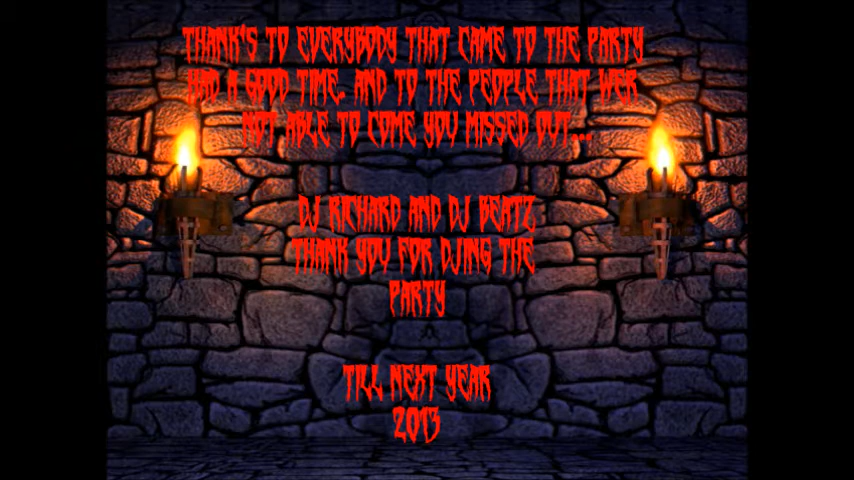 THANK'S TO EVERYBODY THAT CAME TO THE PARTY
HAD A GOOD TIME. AND TO THE PEOPLE THAT WER
NOT ABLE TO COME YOU MISSED OUT...
DJ RICHARD AND DJ BEATZ
THANK YOU FOR DJING THE
PARTY
TILL NEXT YEAR
2013